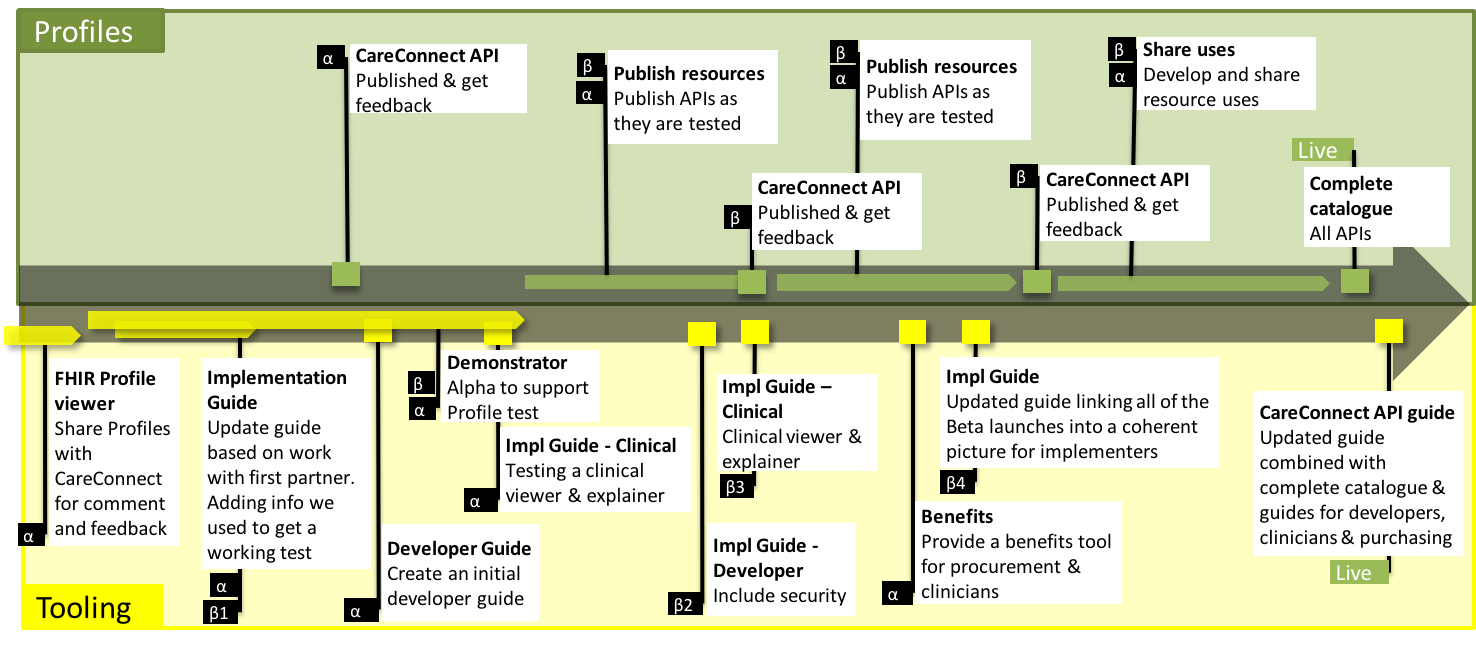 Profiles
α
CareConnect API
Published & get
feedback
β
α
Publish resources
Publish APIs as
they are tested
β
CareConnect API
Published & get
feedback
β
α
Publish resources
Publish APIs as
they are tested
β
CareConnect API
Published & get
feedback
β
α
Share uses
Develop and share
resource uses
Live
Complete
catalogue
All APIs
FHIR Profile
viewer
Share Profiles
with
CareConnect
for comment
and feedback
α
Implementation
Guide
Update guide
based on work
with first partner.
Adding info we
used to get a
working test
α
β1
Developer Guide
Create an initial
developer guide
α
Demonstrator
Alpha to support
Profile test
β
α
Impl Guide - Clinical
Testing a clinical
viewer & explainer
α
Impl Guide -
Developer
Include security
β2
Impl Guide –
Clinical
Clinical viewer &
explainer
β3
Benefits
Provide a benefits tool
for procurement &
clinicians
α
Impl Guide
Updated guide linking all of the
Beta launches into a coherent
picture for implementers
β4
CareConnect API guide
Updated guide
combined with
complete catalogue &
guides for developers,
clinicians & purchasing
Live
Tooling